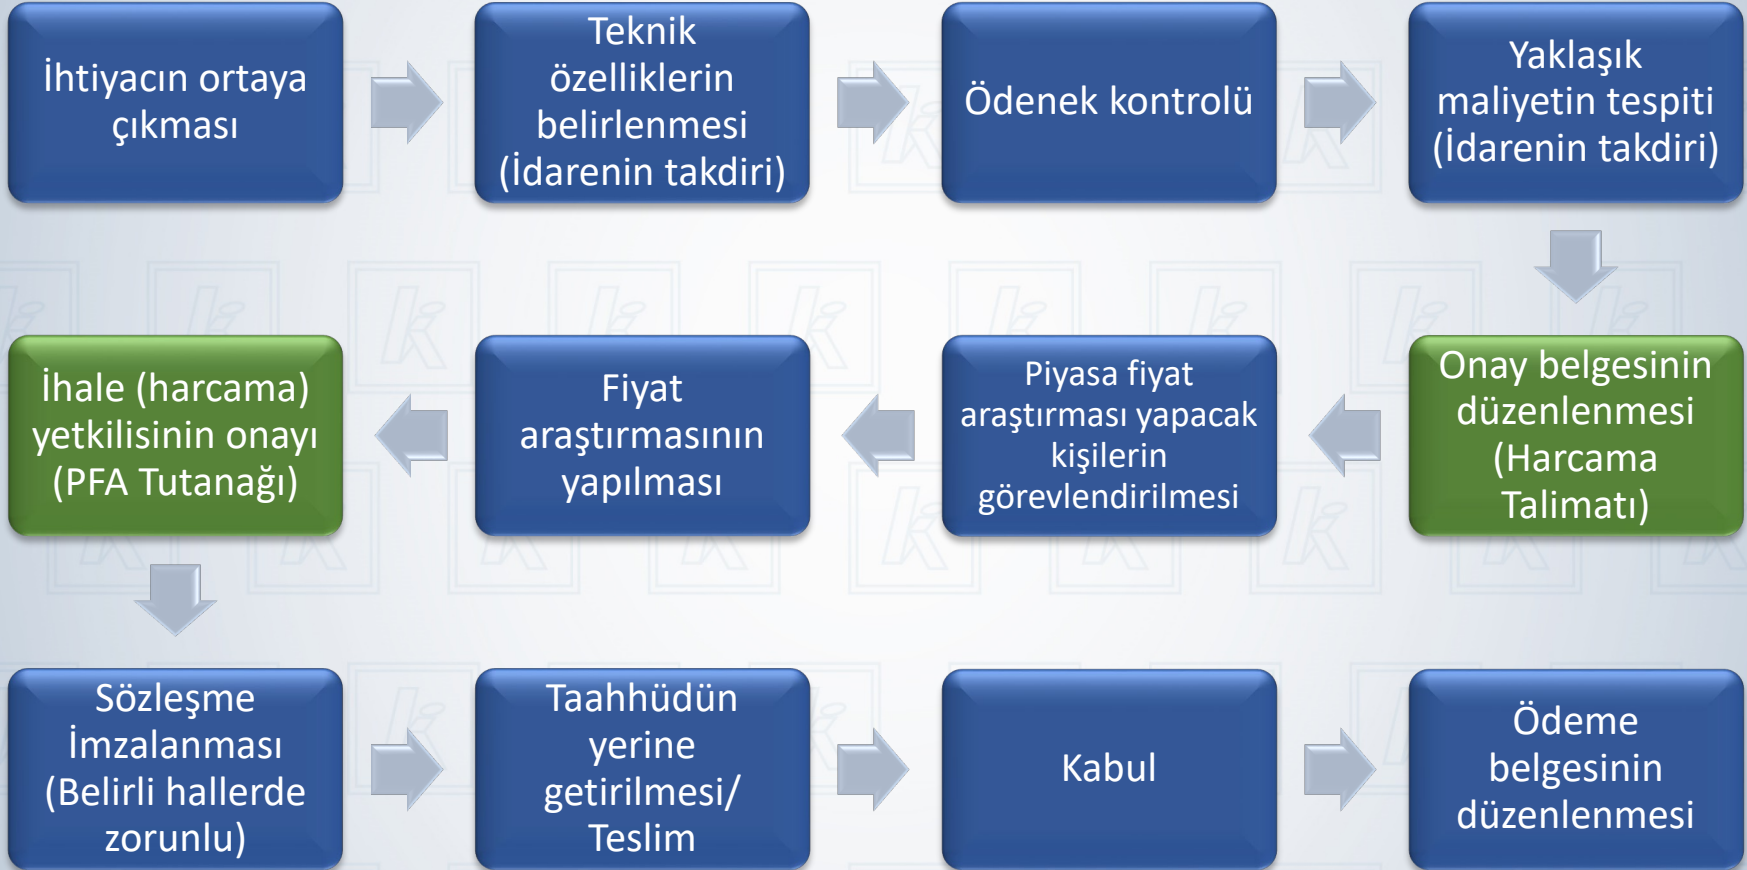 İhtiyacın ortaya
çıkması
Teknik
özelliklerin
belirlenmesi
(İdarenin takdiri)
Ödenek kontrolü
Yaklaşık
maliyetin tespiti
(İdarenin takdiri)
Onay belgesinin
düzenlenmesi
(Harcama
Talimatı)
Piyasa fiyat
araştırması yapacak
kişilerin
görevlendirilmesi
Fiyat
araştırmasının
yapılması
İhale (harcama)
yetkilisinin onayı
(PFA Tutanağı)
Sözleşme
İmzalanması
(Belirli hallerde
zorunlu)
Taahhüdün
yerine
getirilmesi/
Teslim
Kabul
Ödeme
belgesinin
düzenlenmesi